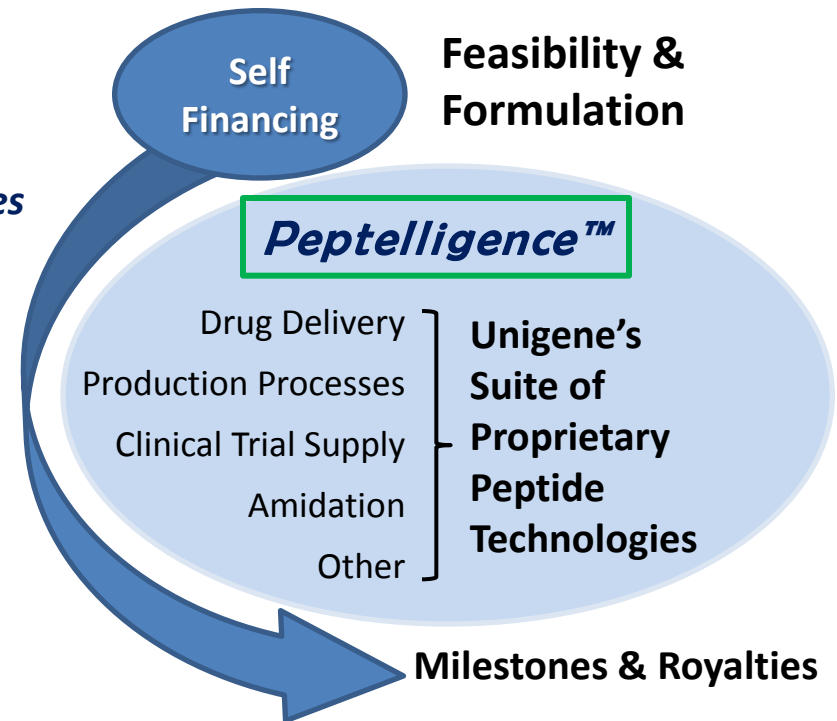 Self
Financing
Feasibility &
Formulation
Peptelligence™
Drug Delivery
Production Processes
Clinical Trial Supply
Amidation
Other
Unigene’s
Suite of
Proprietary
Peptide
Technologies
Milestones & Royalties